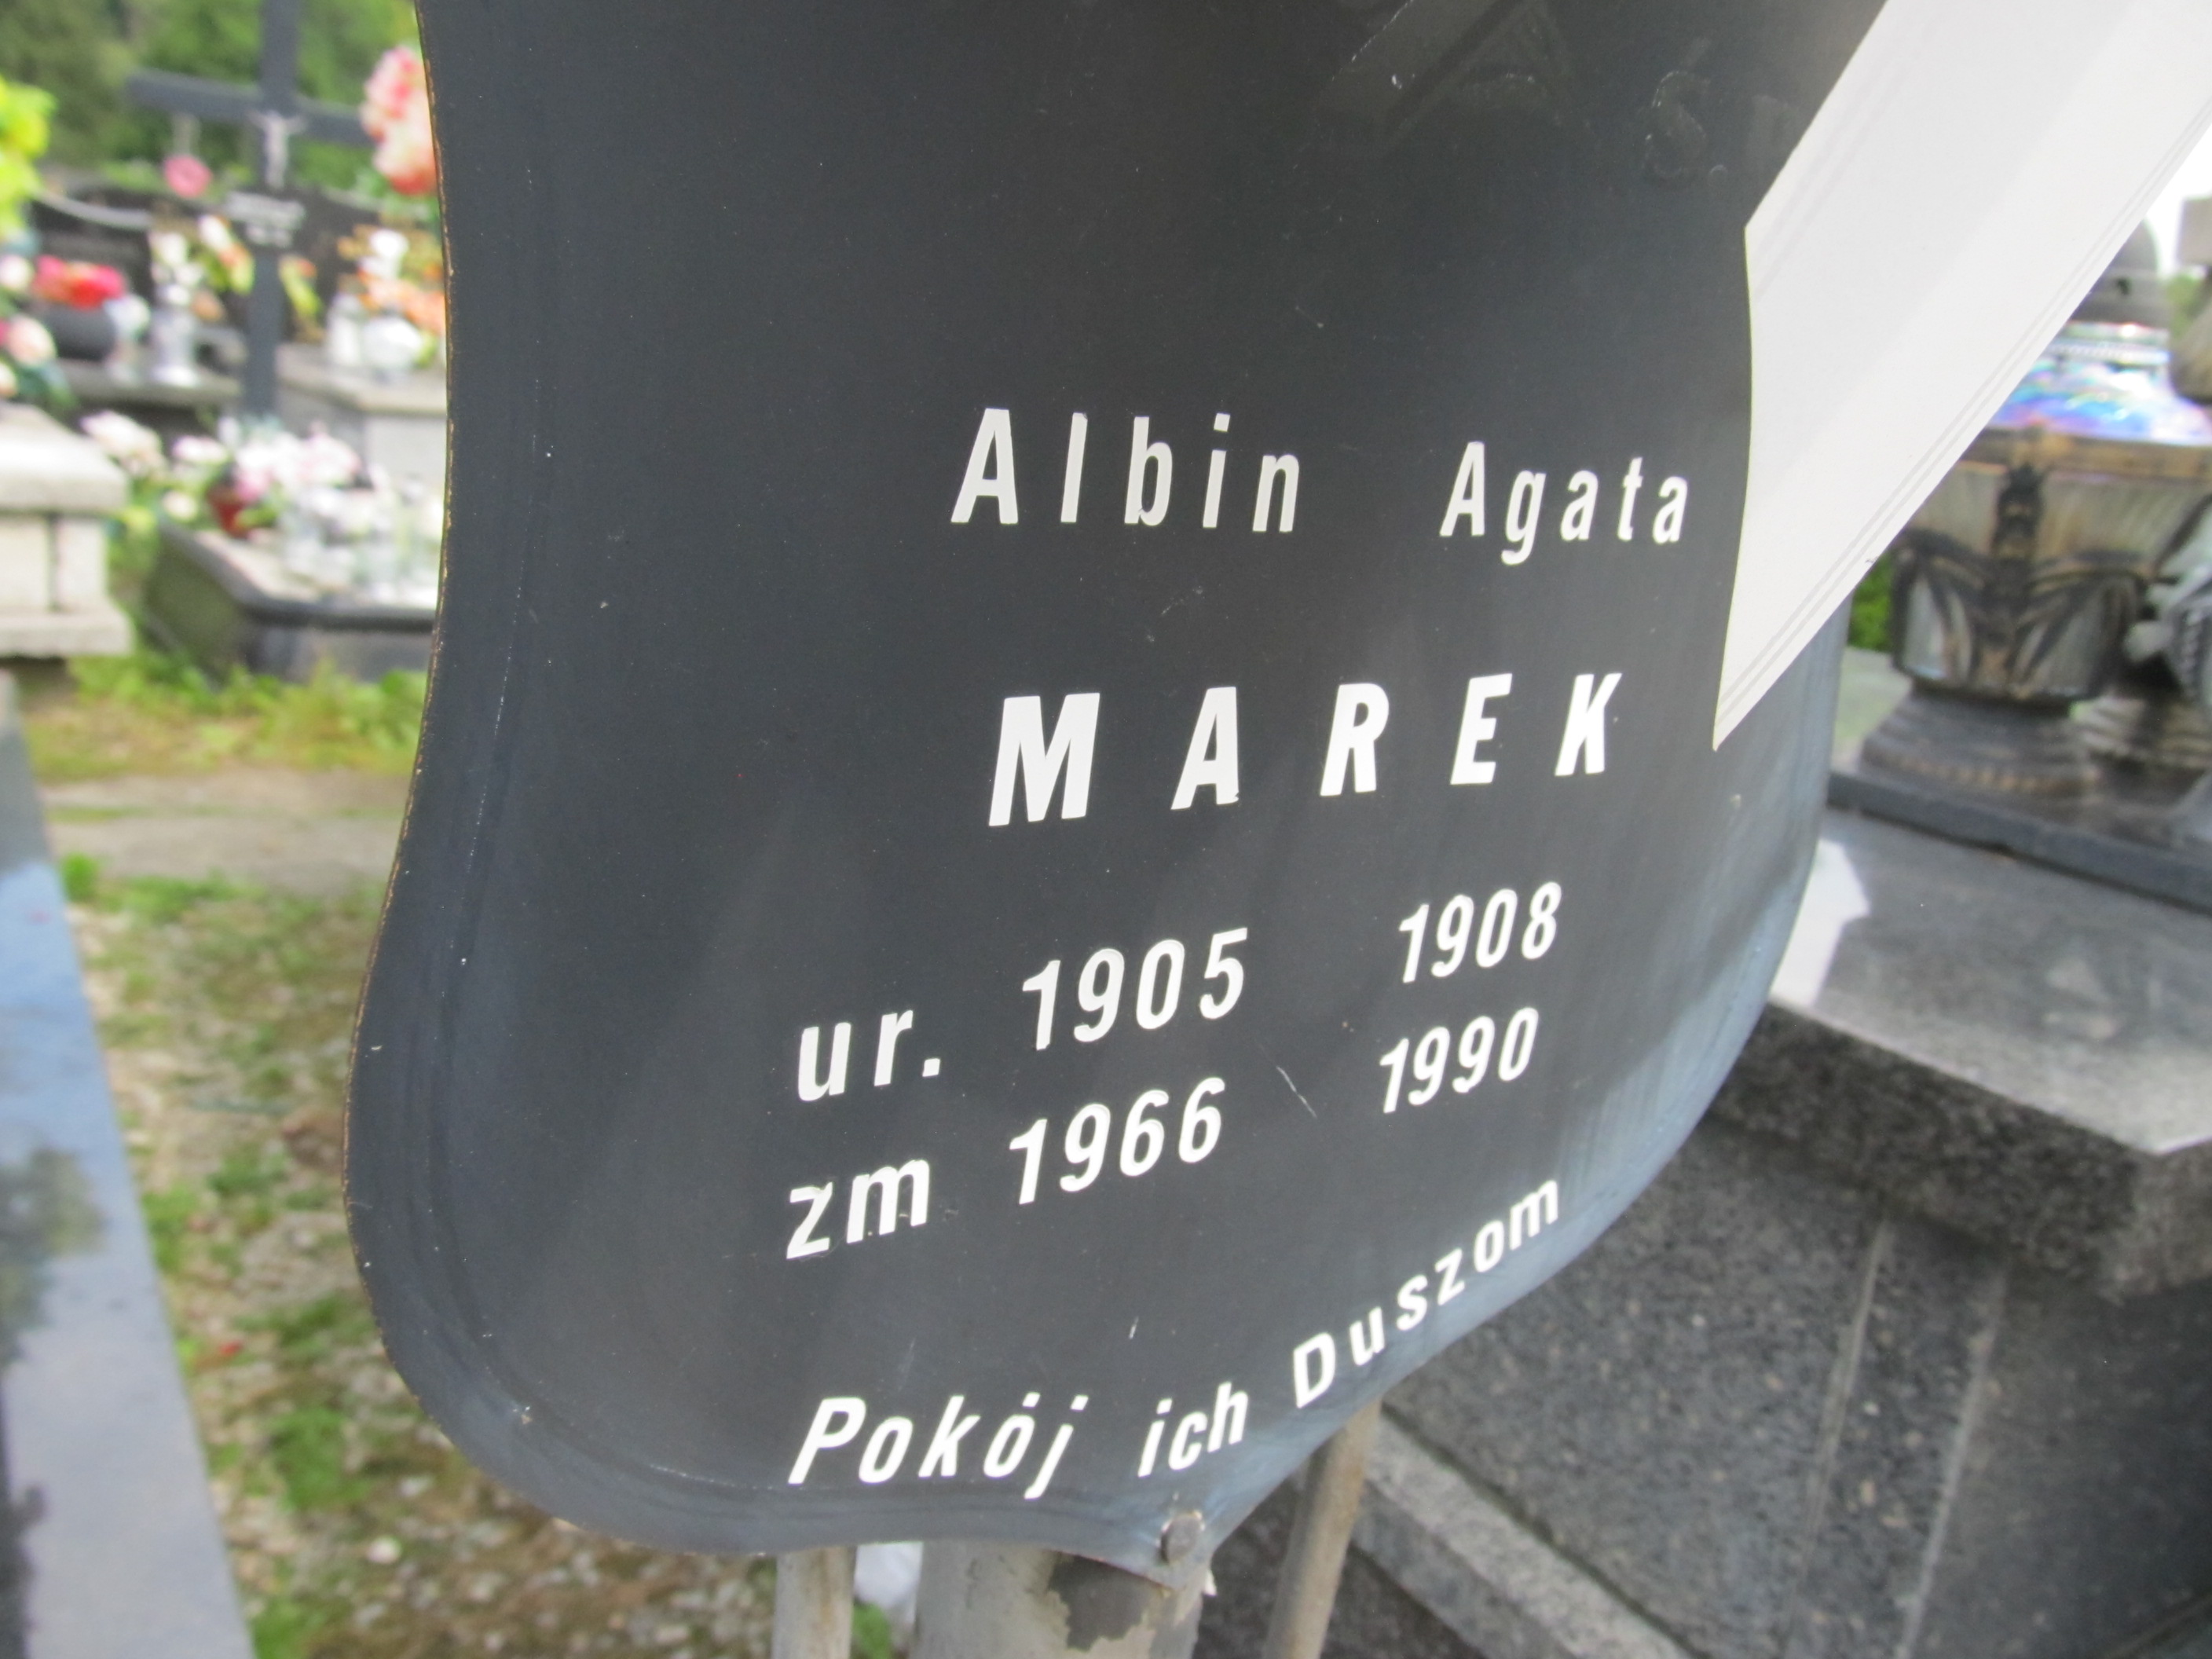 Albin Agata
MAREK
ur. 1905 1908
zm 1966 1990
Pokój ich Duszom